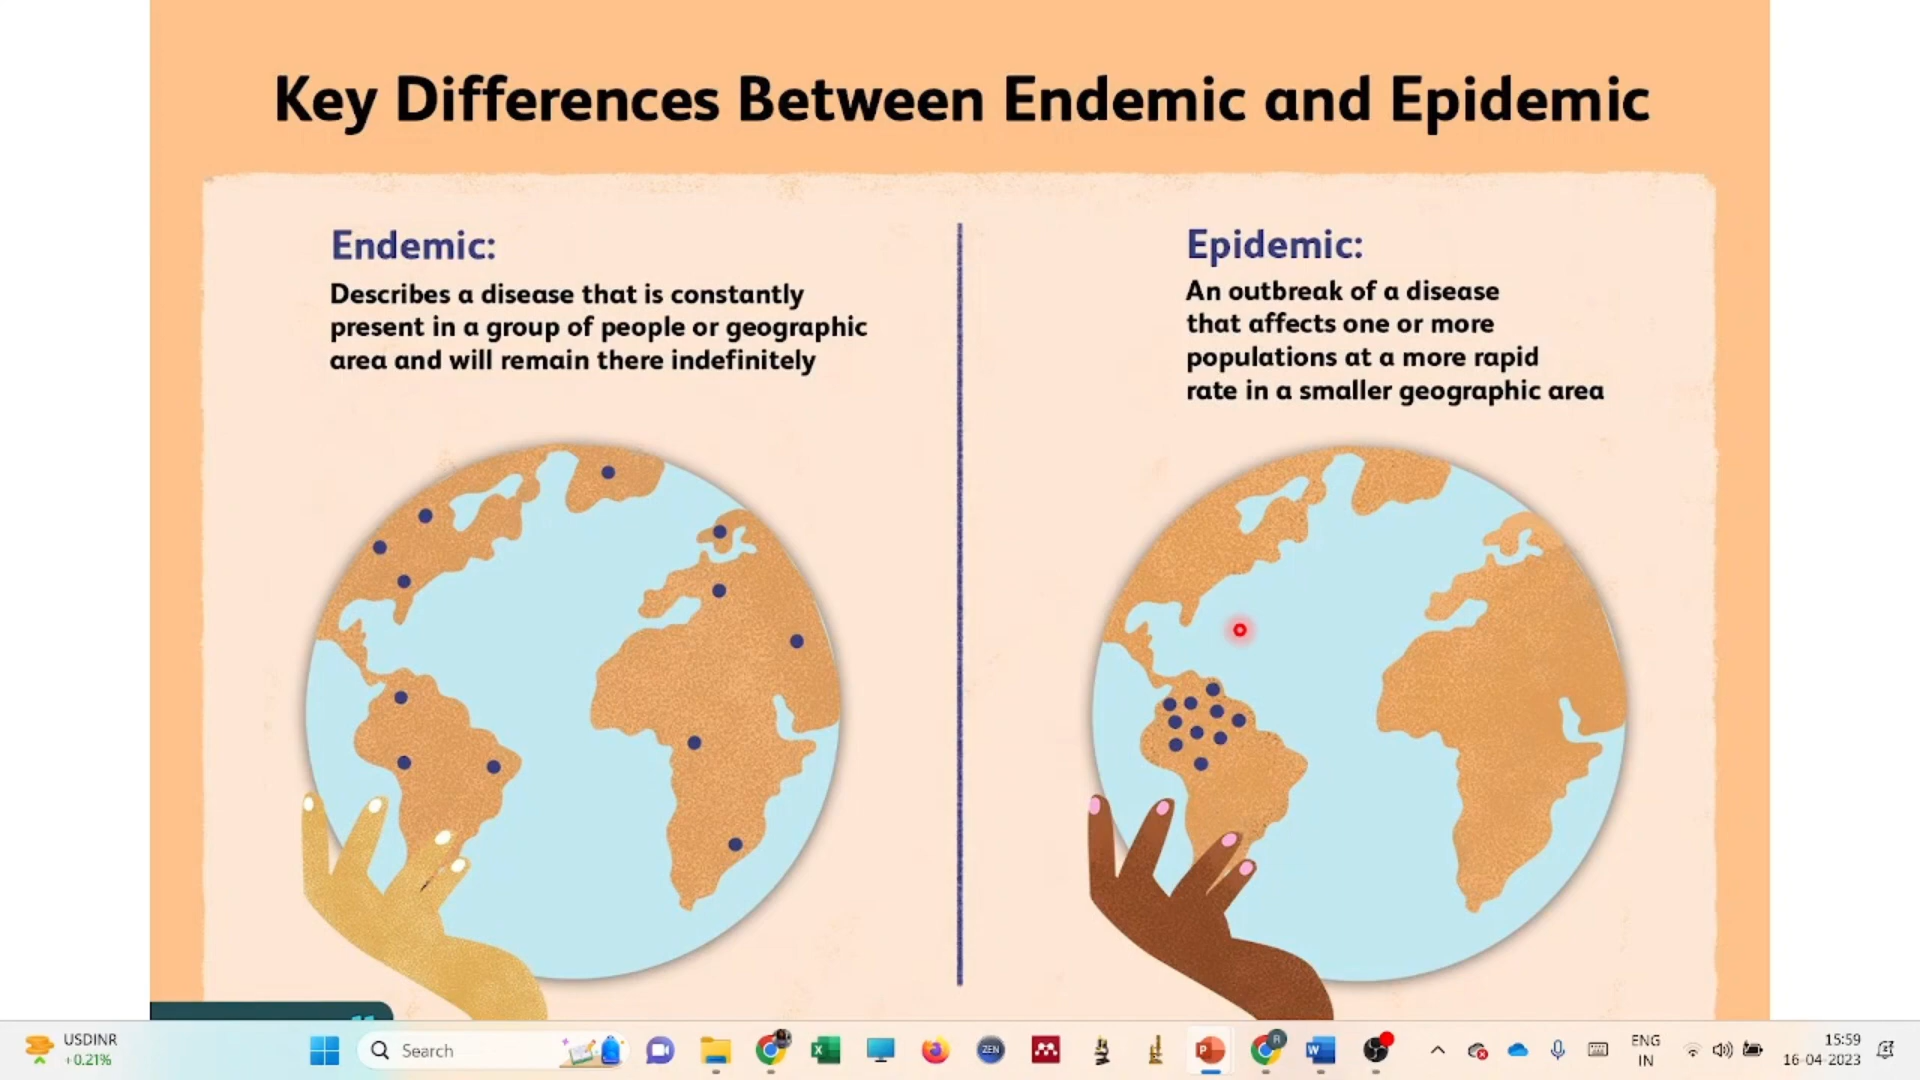 Key Differences Between Endemic and Epidemic
Endemic:
Describes a disease that is constantly
present in a group of people or geographic
area and will remain there indefinitely
Epidemic:
An outbreak of a disease
that affects one or more
populations at a more rapid
rate in a smaller geographic area
USDINR
+0.21%
Search
ZEN
ENG
IN
15:59
16-04-2023